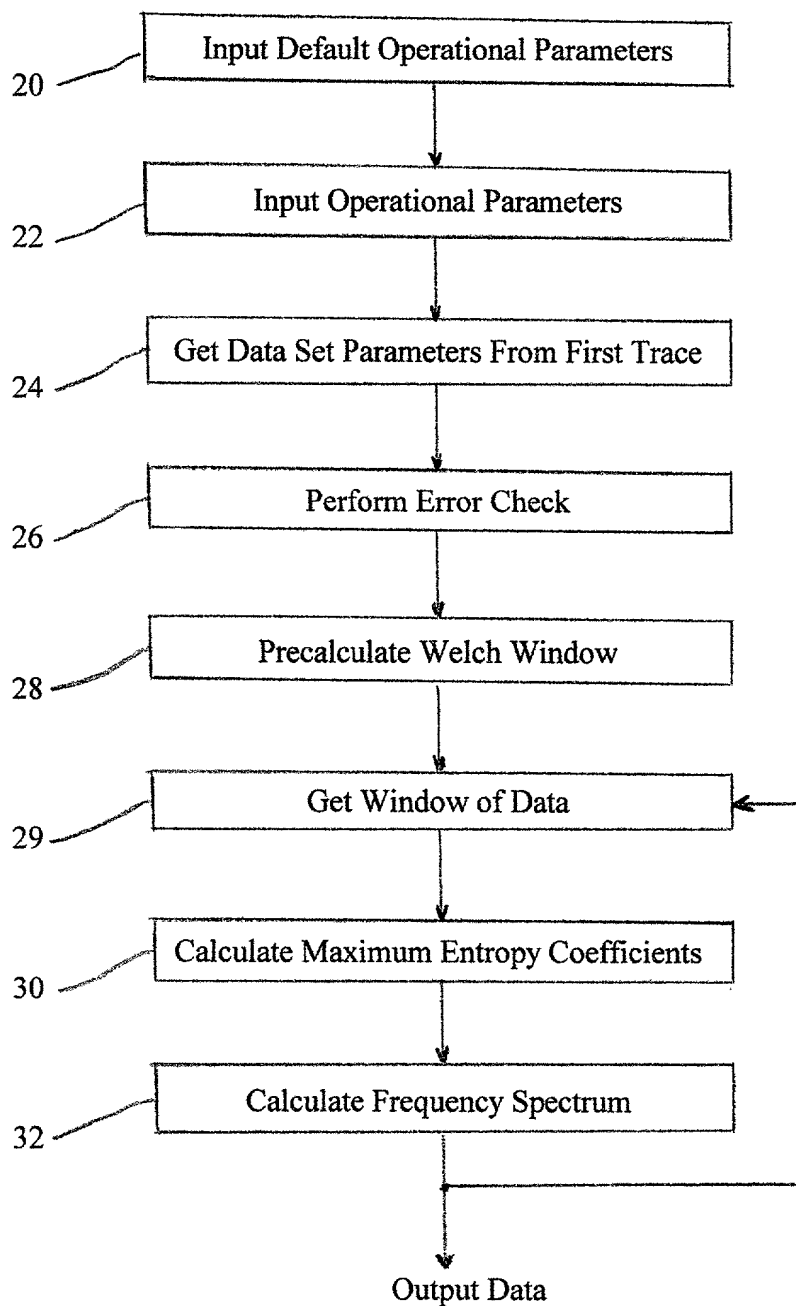 Input Default Operational Parameters
20
Input Operational Parameters
22
Get Data Set Parameters From First Trace
24
Perform Error Check
26
Precalculate Welch Window
28
Get Window of Data
29
Calculate Maximum Entropy Coefficients
30
Calculate Frequency Spectrum
32
Output Data